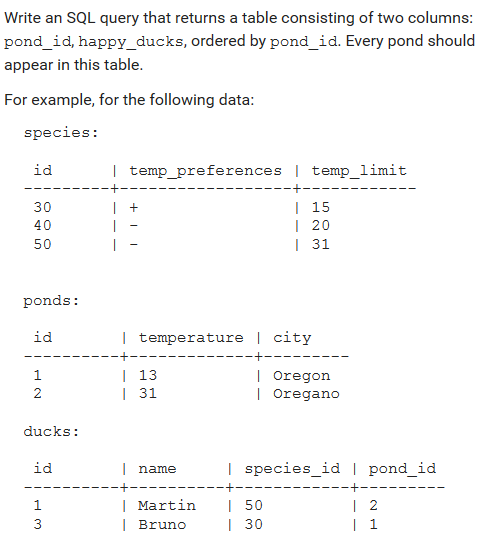 Write an SQL query that returns a table consisting of two columns:
pond_id, happy_ducks, ordered by pond_id. Every pond should
appear in this table.
For example, for the following data:
species:
id | temp_preferences | temp_limit
---------+------------------+------------
30 | + | 15
40 | - | 20
50 | - | 31
ponds:
id | temperature | city
----------+-------------+---------
1 | 13 | Oregon
2 | 31 | Oregano
ducks:
id | name | species_id | pond_id
----------+----------+------------+---------
1 | Martin | 50 | 2
3 | Bruno | 30 | 1